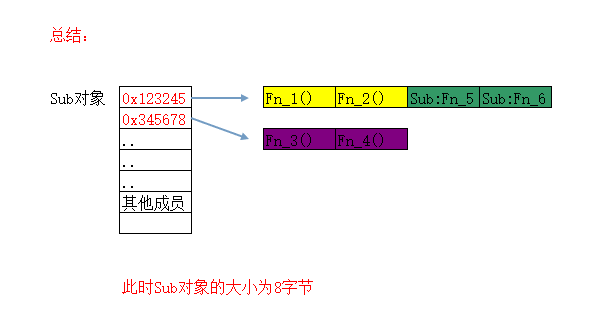 总结:
Sub对象 0x123245 Fn_1() Fn_2() Sub:Fn_5 Sub:Fn_6
0x345678
Fn_3() Fn_4()
..
..
..
其他成员
此时Sub对象的大小为8字节